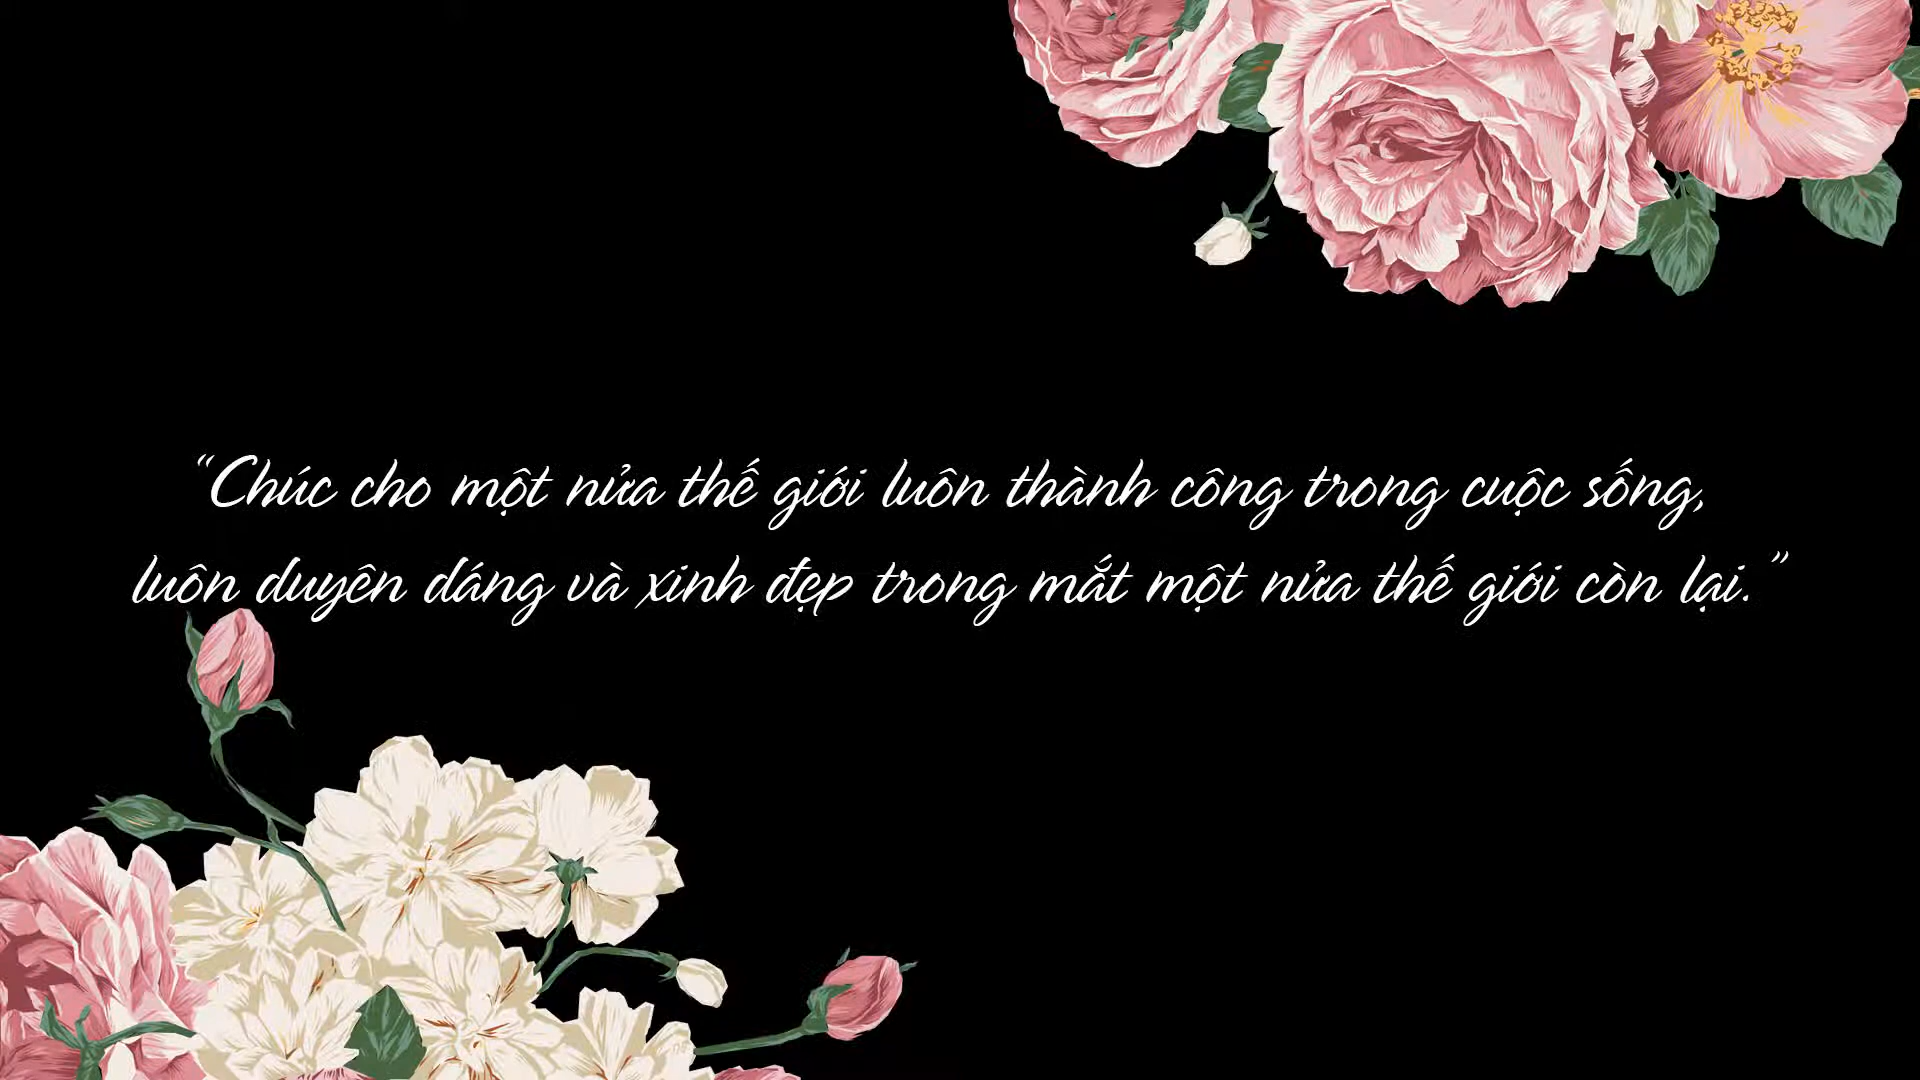 “Chúc cho một nửa thế giới luôn thành công trong cuộc sống,
luôn duyên dáng và xinh đẹp trong mắt một nửa thế giới còn lại.”